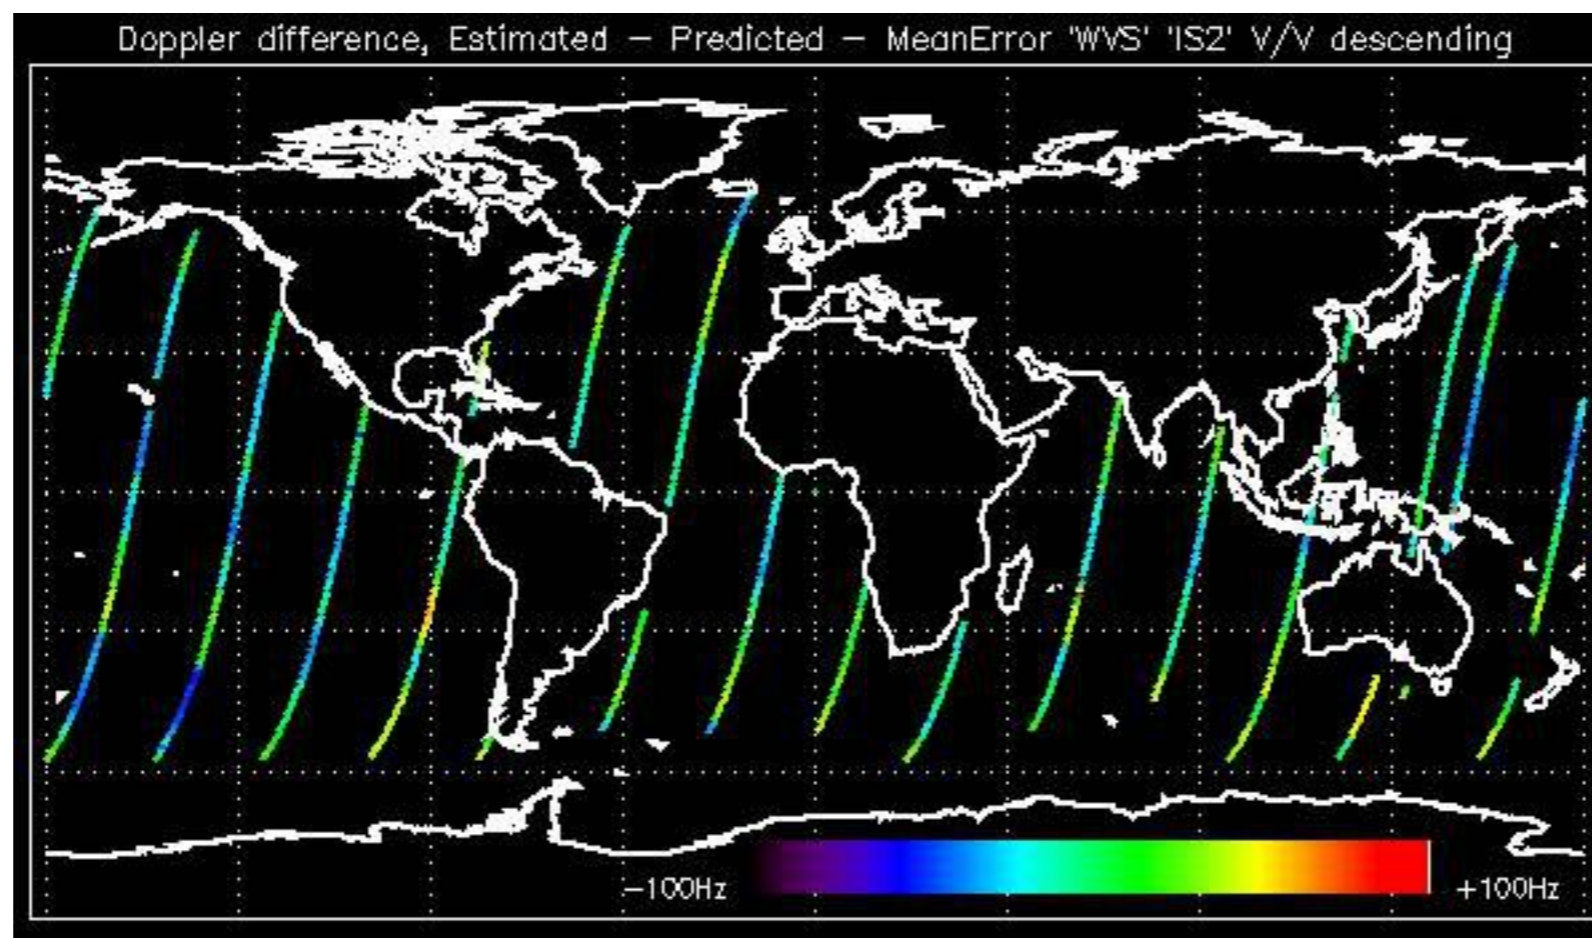 Doppler difference, Estimated – Predicted – MeanError 'WVS' 'IS2' V/V descending
-100Hz
+100Hz